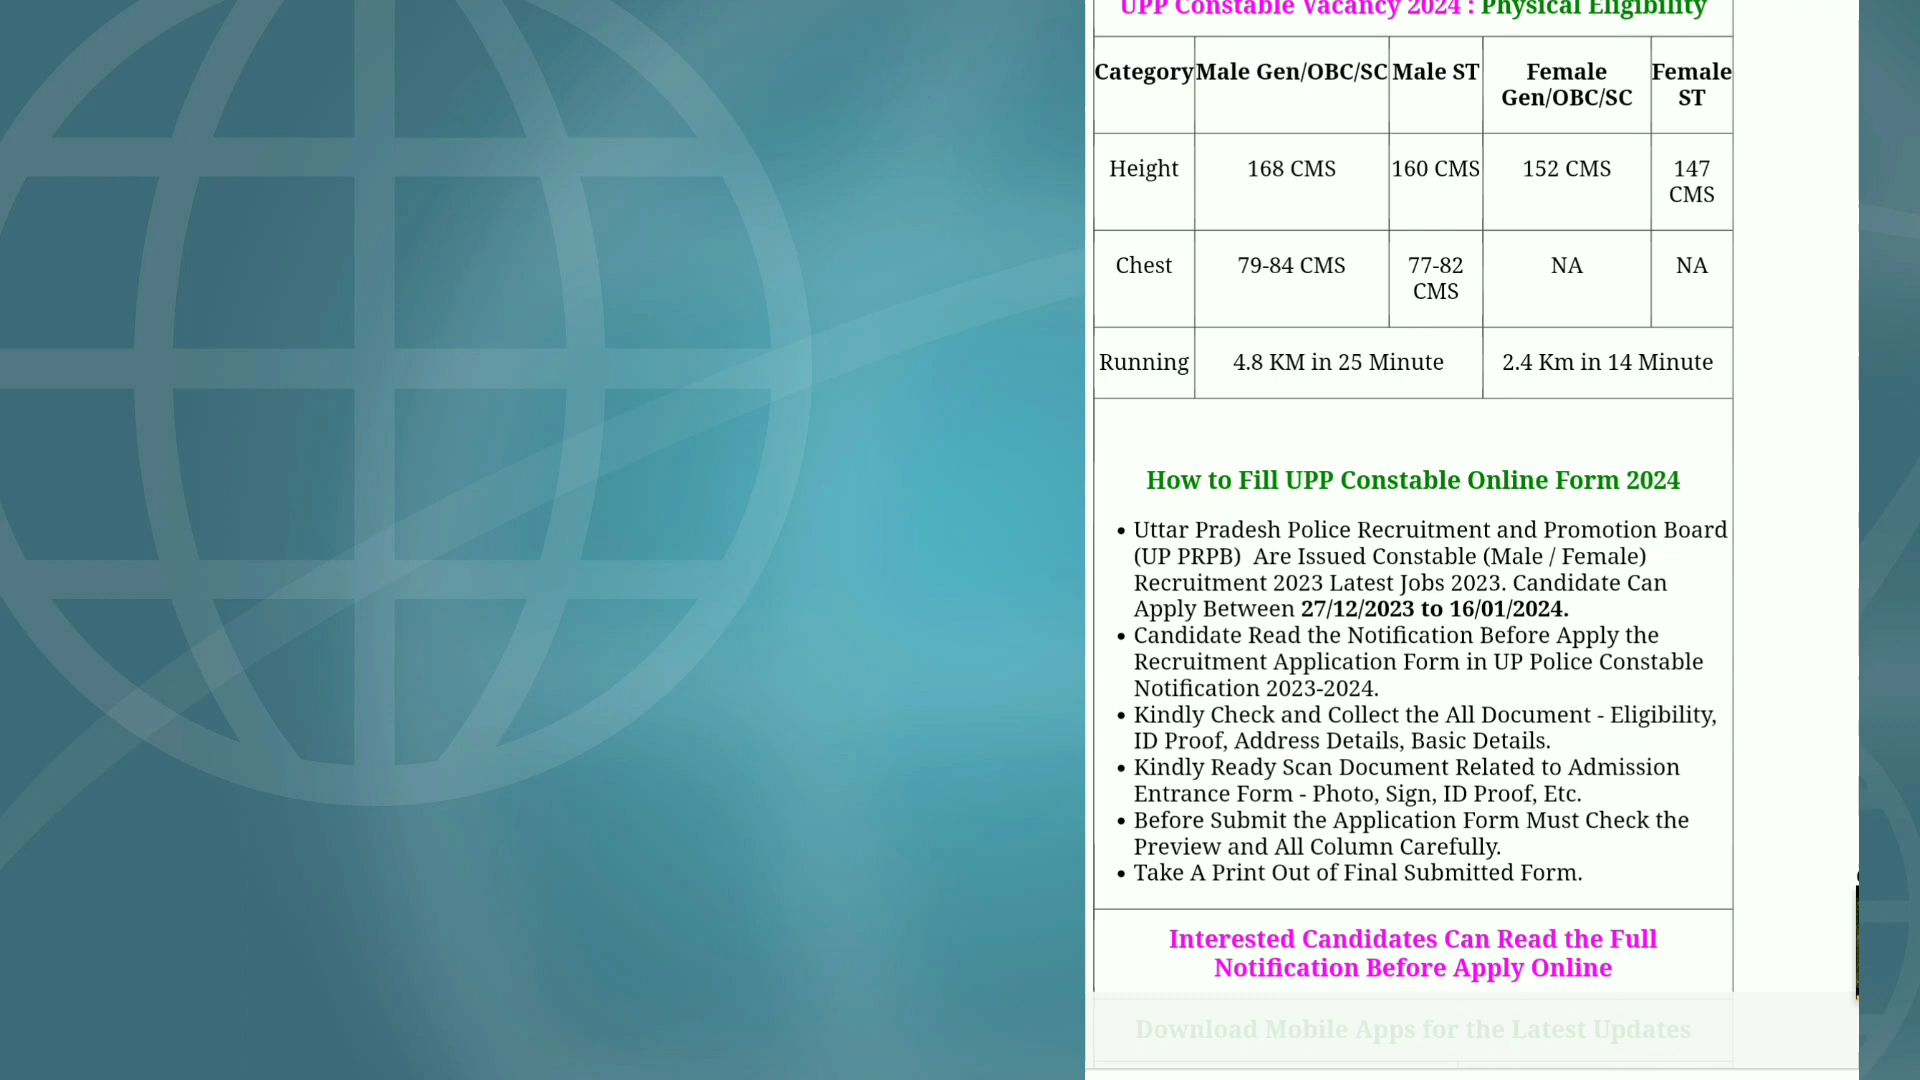 UPP Constable Vacancy 2024 : Physical Eligibility
Category Male Gen/OBC/SC Male ST Female Gen/OBC/SC Female ST
Height 168 CMS 160 CMS 152 CMS 147 CMS
Chest 79-84 CMS 77-82 CMS NA NA
Running 4.8 KM in 25 Minute 2.4 Km in 14 Minute
How to Fill UPP Constable Online Form 2024
• Uttar Pradesh Police Recruitment and Promotion Board
(UP PRPB)  Are Issued Constable (Male / Female)
Recruitment 2023 Latest Jobs 2023. Candidate Can
Apply Between 27/12/2023 to 16/01/2024.
• Candidate Read the Notification Before Apply the
Recruitment Application Form in UP Police Constable
Notification 2023-2024.
• Kindly Check and Collect the All Document - Eligibility,
ID Proof, Address Details, Basic Details.
• Kindly Ready Scan Document Related to Admission
Entrance Form - Photo, Sign, ID Proof, Etc.
• Before Submit the Application Form Must Check the
Preview and All Column Carefully.
• Take A Print Out of Final Submitted Form.
Interested Candidates Can Read the Full
Notification Before Apply Online
Download Mobile Apps for the Latest Updates